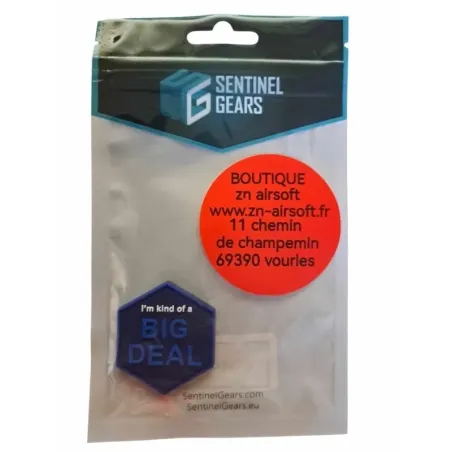 SENTINEL
GEARS
BOUTIQUE
zn airsoft
www.zn-airsoft.fr
11 chemin
de champemin
69390 vourles
I'm kind of a
BIG
DEAL
SentinelGears.com
SentinelGears.eu